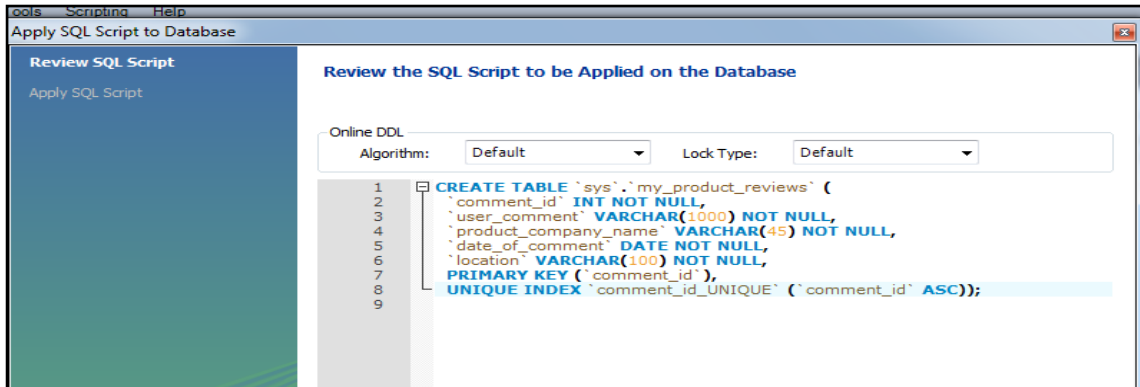 ools Scripting Help
Apply SQL Script to Database
Review SQL Script
Apply SQL Script
Review the SQL Script to be Applied on the Database
Online DDL
Algorithm: Default Lock Type: Default
1 CREATE TABLE `sys`.`my_product_reviews` (
2 `comment_id` INT NOT NULL,
3 `user_comment` VARCHAR(1000) NOT NULL,
4 `product_company_name` VARCHAR(45) NOT NULL,
5 `date_of_comment` DATE NOT NULL,
6 `location` VARCHAR(100) NOT NULL,
7 PRIMARY KEY (`comment_id`),
8 UNIQUE INDEX `comment_id_UNIQUE` (`comment_id` ASC));
9